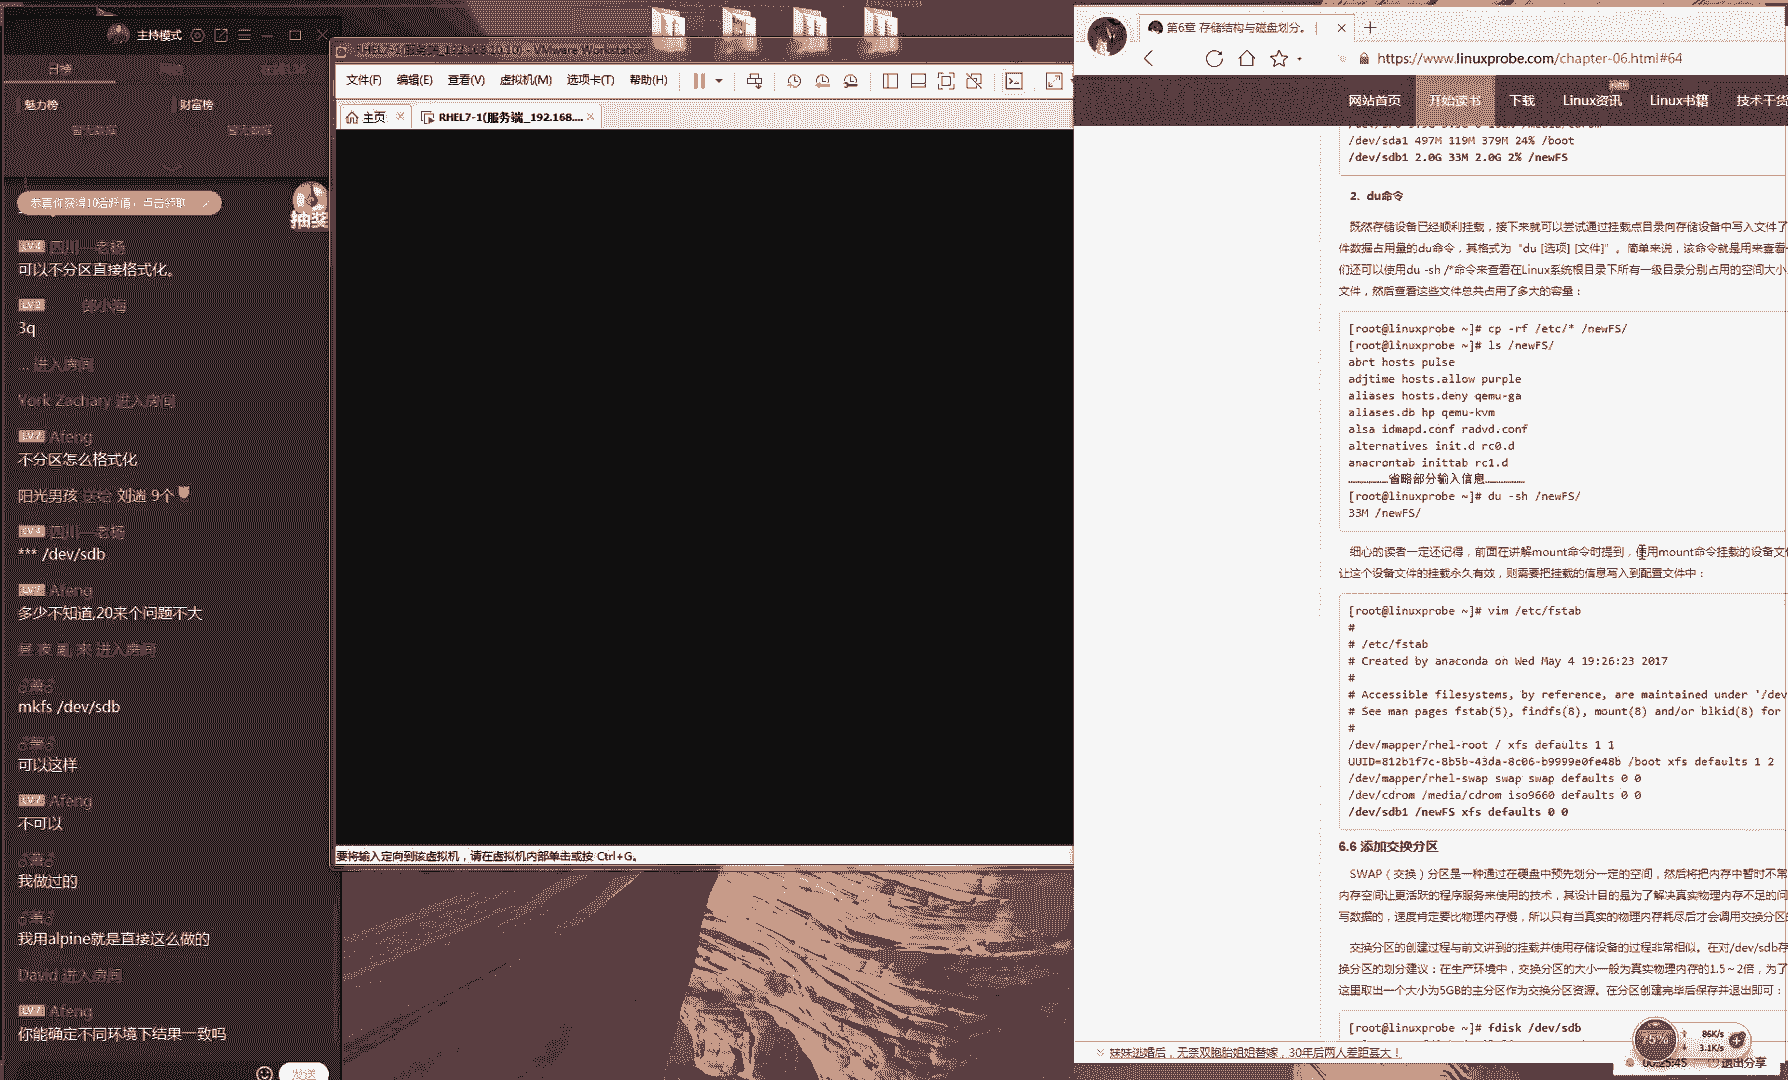 主持模式
日榜
魅力榜
财富榜
暂无数据
暂无数据
恭喜你获得10倍好值，点击领取
抽奖
LV4 四川—老杨
可以不分区直接格式化。
郎小海
3q
... 进入房间
York Zachary 进入房间
LV7 Afeng
不分区怎么格式化
阳光男孩 送给 刘遄 9个
LV4 四川—老杨
*** /dev/sdb
LV7 Afeng
多少不知道,20来个问题不大
进入房间
mkfs /dev/sdb
可以这样
LV7 Afeng
不可以
我做过的
我用alpine就是直接这么做的
David 进入房间
LV7 Afeng
你能确定不同环境下结果一致吗
发送
RHEL7-1(服务端_192.168.10.10) - VMware Workstation
文件(F) 编辑(E) 查看(V) 虚拟机(M) 选项卡(T) 帮助(H)
主页
RHEL7-1(服务端_192.168....
要将输入定向到该虚拟机，请在虚拟机内部单击或按 Ctrl+G。
第6章 存储结构与磁盘划分。
https://www.linuxprobe.com/chapter-06.html#64
网站首页 开始读书 下载 Linux资讯 Linux书籍 技术干货
/dev/sda1 497M 119M 379M 24% /boot
/dev/sdb1 2.0G 33M 2.0G 2% /newFS
2. du命令
既然存储设备已经顺利挂载，接下来就可以尝试通过挂载点目录向存储设备中写入文件了
件数据占用量的du命令，其格式为“du [选项] [文件]”。简单来说，该命令就是用来查看
们还可以使用du -sh /*命令来查看在Linux系统根目录下所有一级目录分别占用的空间大小
文件，然后查看这些文件总共占用了多大的容量：
[root@linuxprobe ~]# cp -rf /etc/* /newFS/
[root@linuxprobe ~]# ls /newFS/
abrt hosts pulse
adjtime hosts.allow purple
aliases hosts.deny qemu-ga
aliases.db hp qemu-kvm
alsa idmapd.conf radvd.conf
alternatives init.d rc0.d
anacrontab inittab rc1.d
………………省略部分输入信息………………
[root@linuxprobe ~]# du -sh /newFS/
33M /newFS/
细心的读者一定还记得，前面在讲解mount命令时提到，使用mount命令挂载的设备文
让这个设备文件的挂载永久有效，则需要把挂载的信息写入到配置文件中：
[root@linuxprobe ~]# vim /etc/fstab
#
# /etc/fstab
# Created by anaconda on Wed May 4 19:26:23 2017
#
# Accessible filesystems, by reference, are maintained under '/dev
# See man pages fstab(5), findfs(8), mount(8) and/or blkid(8) for
#
/dev/mapper/rhel-root / xfs defaults 1 1
UUID=812b1f7c-8b5b-43da-8c06-b9999e0fe48b /boot xfs defaults 1 2
/dev/mapper/rhel-swap swap swap defaults 0 0
/dev/cdrom /media/cdrom iso9660 defaults 0 0
/dev/sdb1 /newFS xfs defaults 0 0
6.6 添加交换分区
SWAP（交换）分区是一种通过在硬盘中预先划分一定的空间，然后将把内存中暂时不常
内存空间让更活跃的程序服务来使用的技术，其设计目的是为了解决真实物理内存不足的问
写数据的，速度肯定要比物理内存慢，所以只有当真实的物理内存耗尽后才会调用交换分区
交换分区的创建过程与前文讲到的挂载并使用存储设备的过程非常相似。在对/dev/sdb存
换分区的划分建议：在生产环境中，交换分区的大小一般为真实物理内存的1.5～2倍，为了
这里取出一个大小为5GB的主分区作为交换分区资源。在分区创建完毕后保存并退出即可：
[root@linuxprobe ~]# fdisk /dev/sdb
妹妹逃婚后，无奈双胞胎姐姐替嫁，30年后两人差距甚大！
75%
86K/s
3.1K/s
00:25:45
退出分享